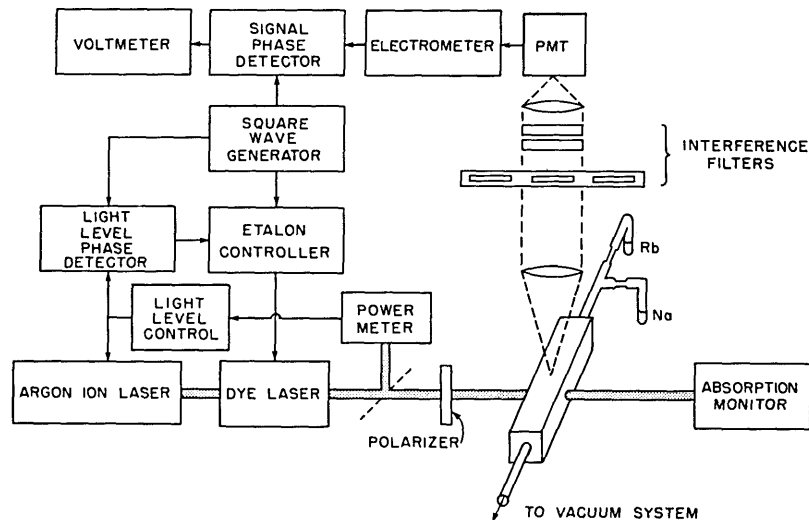 VOLTMETER
SIGNAL
PHASE
DETECTOR
ELECTROMETER
PMT
SQUARE
WAVE
GENERATOR
INTERFERENCE
FILTERS
LIGHT
LEVEL
PHASE
DETECTOR
ETALON
CONTROLLER
Rb
Na
LIGHT
LEVEL
CONTROL
POWER
METER
ARGON ION LASER
DYE LASER
POLARIZER
ABSORPTION
MONITOR
TO VACUUM SYSTEM